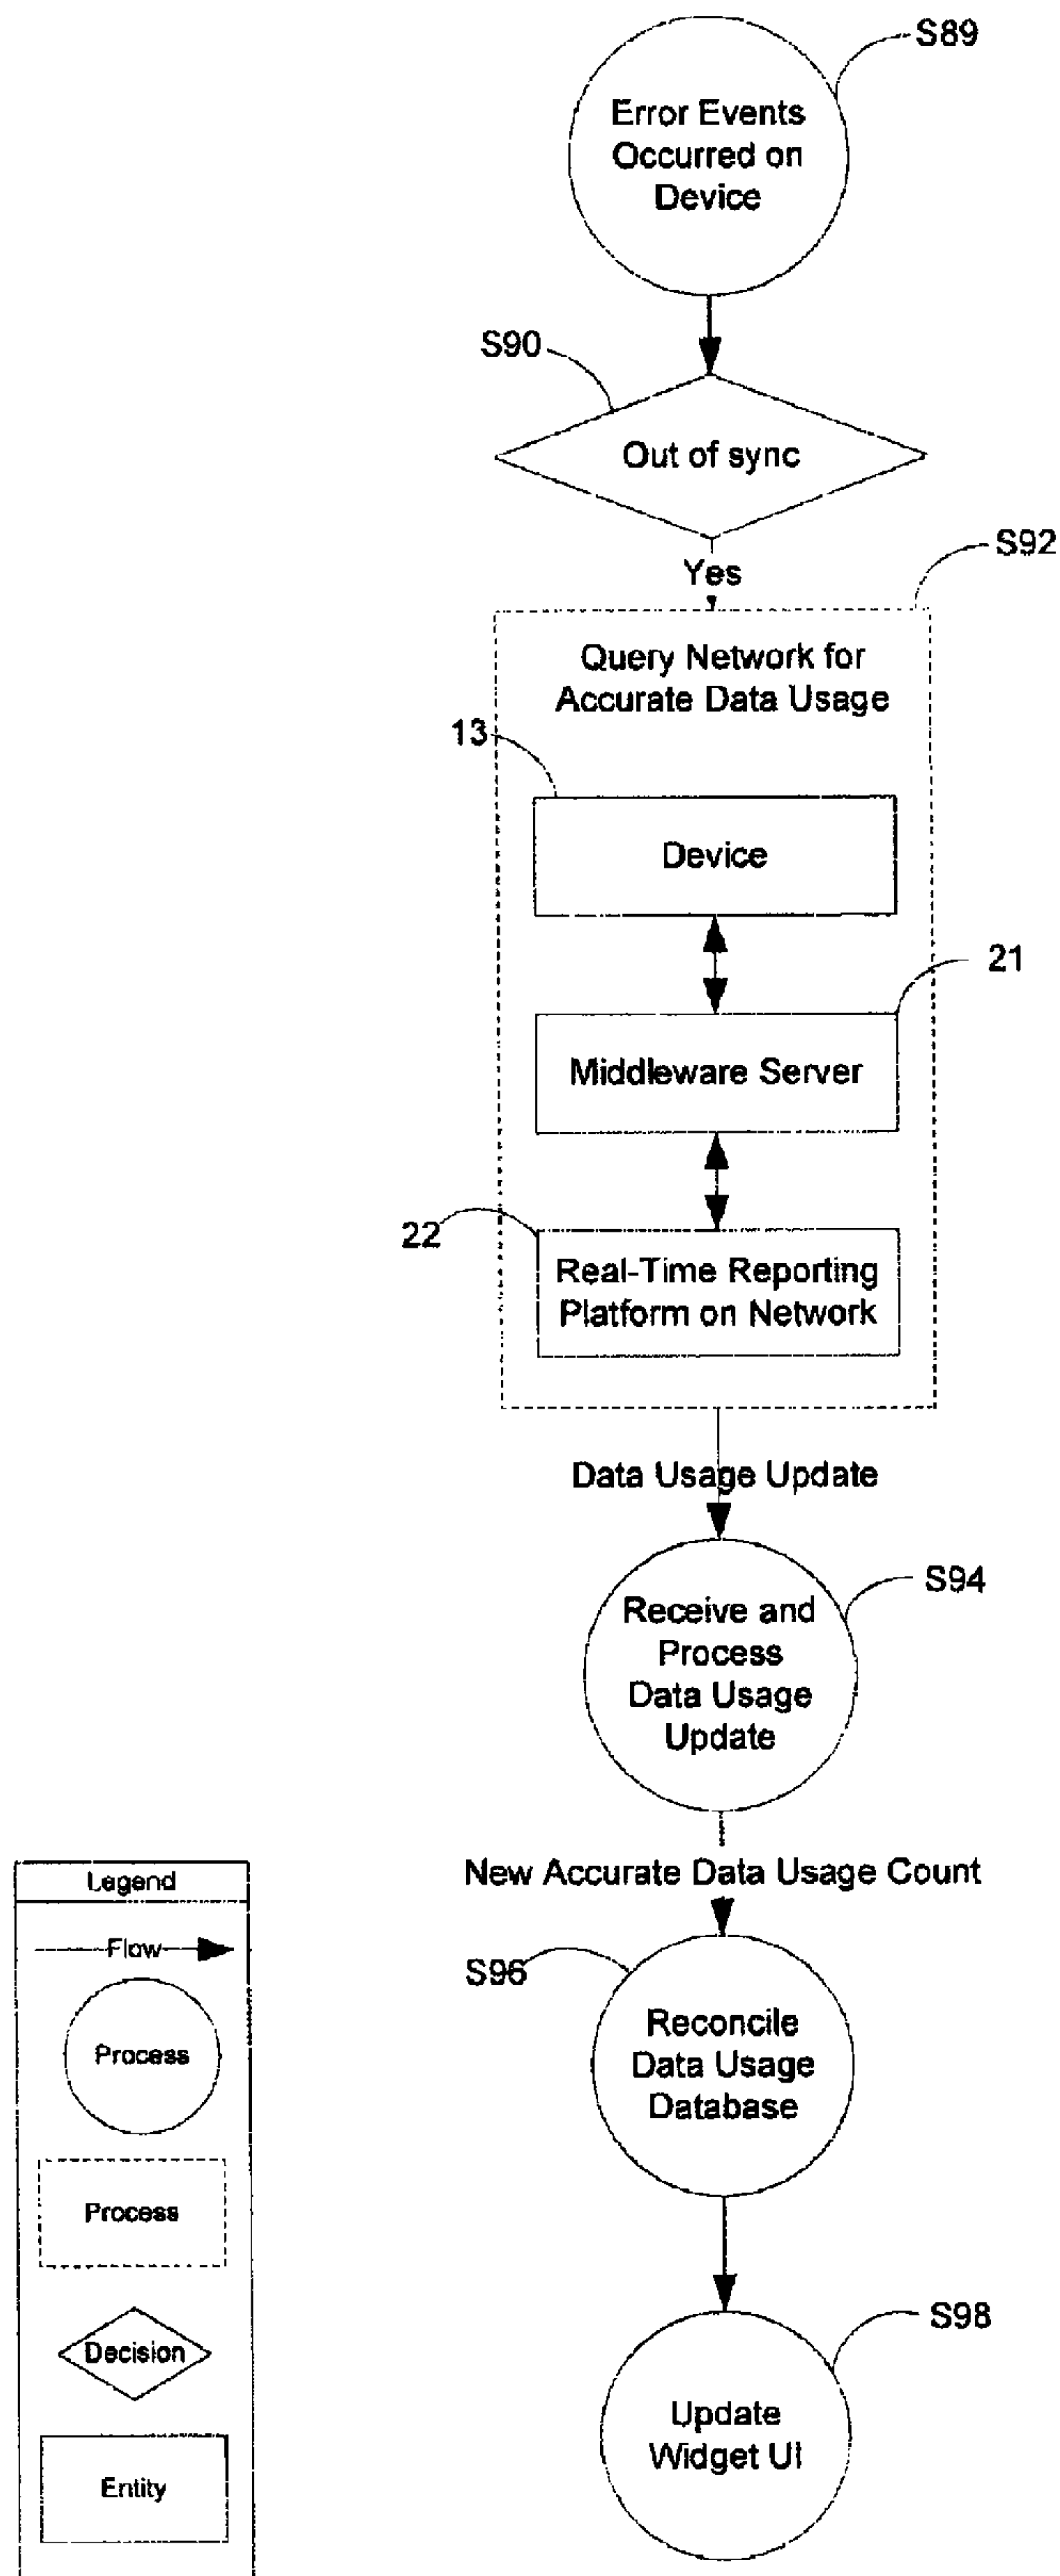 S89
Error Events
Occurred on
Device
S90
Out of sync
Yes
S92
Query Network for
Accurate Data Usage
13
Device
21
Middleware Server
22
Real-Time Reporting
Platform on Network
Data Usage Update
S94
Receive and
Process
Data Usage
Update
New Accurate Data Usage Count
S96
Reconcile
Data Usage
Database
S98
Update
Widget UI
Legend
Flow
Process
Process
Decision
Entity